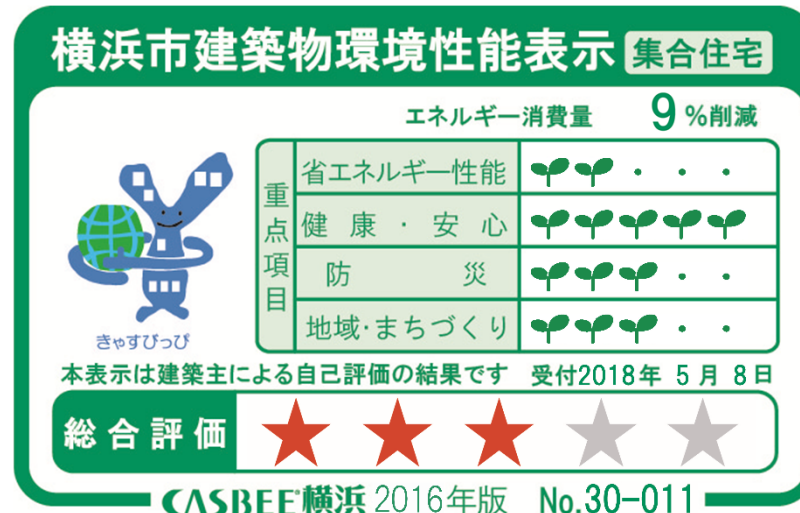 横浜市建築物環境性能表示 集合住宅
エネルギー消費量 9%削減
重点項目
省エネルギー性能
健康・安心
防災
地域・まちづくり
きゃすびっぴ
本表示は建築主による自己評価の結果です 受付2018年 5月 8日
総合評価
CASBEE®横浜 2016年版 No.30-011